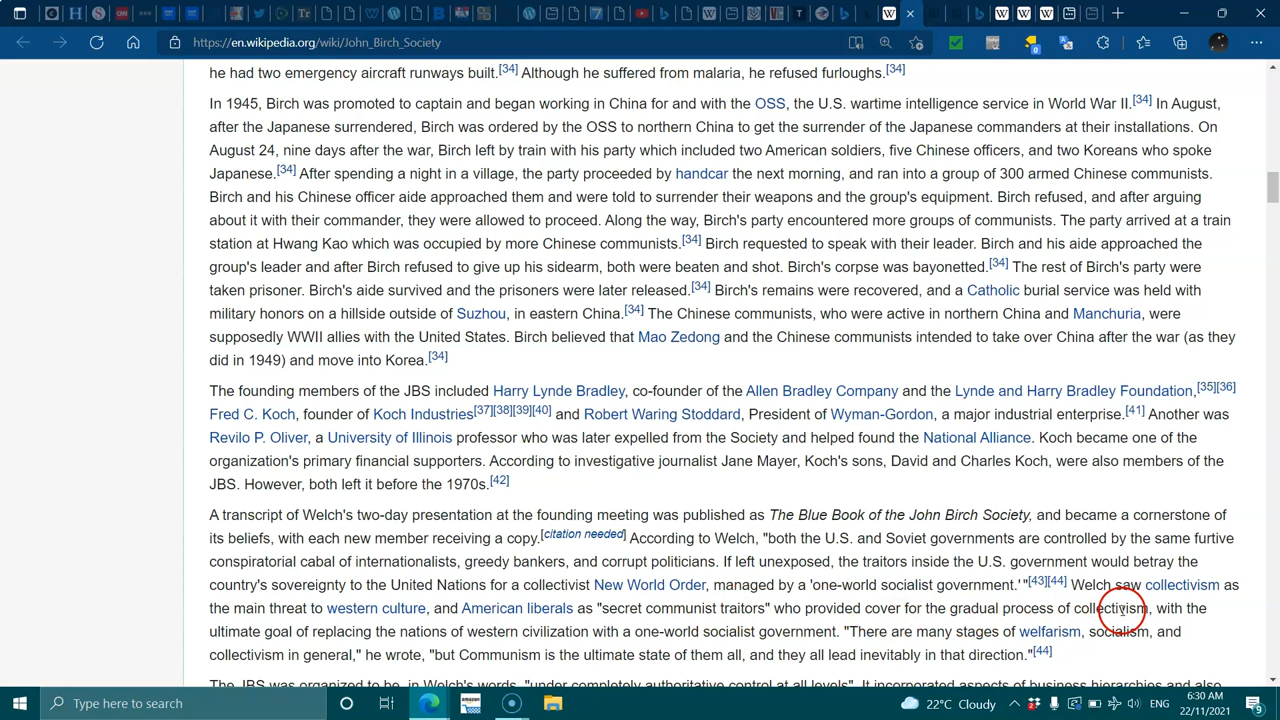 https://en.wikipedia.org/wiki/John_Birch_Society
he had two emergency aircraft runways built.[34] Although he suffered from malaria, he refused furloughs.[34]
In 1945, Birch was promoted to captain and began working in China for and with the OSS, the U.S. wartime intelligence service in World War II.[34] In August,
after the Japanese surrendered, Birch was ordered by the OSS to northern China to get the surrender of the Japanese commanders at their installations. On
August 24, nine days after the war, Birch left by train with his party which included two American soldiers, five Chinese officers, and two Koreans who spoke
Japanese.[34] After spending a night in a village, the party proceeded by handcar the next morning, and ran into a group of 300 armed Chinese communists.
Birch and his Chinese officer aide approached them and were told to surrender their weapons and the group's equipment. Birch refused, and after arguing
about it with their commander, they were allowed to proceed. Along the way, Birch's party encountered more groups of communists. The party arrived at a train
station at Hwang Kao which was occupied by more Chinese communists.[34] Birch requested to speak with their leader. Birch and his aide approached the
group's leader and after Birch refused to give up his sidearm, both were beaten and shot. Birch's corpse was bayonetted.[34] The rest of Birch's party were
taken prisoner. Birch's aide survived and the prisoners were later released.[34] Birch's remains were recovered, and a Catholic burial service was held with
military honors on a hillside outside of Suzhou, in eastern China.[34] The Chinese communists, who were active in northern China and Manchuria, were
supposedly WWII allies with the United States. Birch believed that Mao Zedong and the Chinese communists intended to take over China after the war (as they
did in 1949) and move into Korea.[34]
The founding members of the JBS included Harry Lynde Bradley, co-founder of the Allen Bradley Company and the Lynde and Harry Bradley Foundation,[35][36]
Fred C. Koch, founder of Koch Industries[37][38][39][40] and Robert Waring Stoddard, President of Wyman-Gordon, a major industrial enterprise.[41] Another was
Revilo P. Oliver, a University of Illinois professor who was later expelled from the Society and helped found the National Alliance. Koch became one of the
organization's primary financial supporters. According to investigative journalist Jane Mayer, Koch's sons, David and Charles Koch, were also members of the
JBS. However, both left it before the 1970s.[42]
A transcript of Welch's two-day presentation at the founding meeting was published as The Blue Book of the John Birch Society, and became a cornerstone of
its beliefs, with each new member receiving a copy.[citation needed] According to Welch, "both the U.S. and Soviet governments are controlled by the same furtive
conspiratorial cabal of internationalists, greedy bankers, and corrupt politicians. If left unexposed, the traitors inside the U.S. government would betray the
country's sovereignty to the United Nations for a collectivist New World Order, managed by a 'one-world socialist government.'"[43][44] Welch saw collectivism as
the main threat to western culture, and American liberals as "secret communist traitors" who provided cover for the gradual process of collectivism, with the
ultimate goal of replacing the nations of western civilization with a one-world socialist government. "There are many stages of welfarism, socialism, and
collectivism in general," he wrote, "but Communism is the ultimate state of them all, and they all lead inevitably in that direction."[44]
The JBS was organized to be, in Welch's words, "under completely authoritative control at all levels". It incorporated aspects of business hierarchies and also
Type here to search
22°C Cloudy
ENG
6:30 AM
22/11/2021